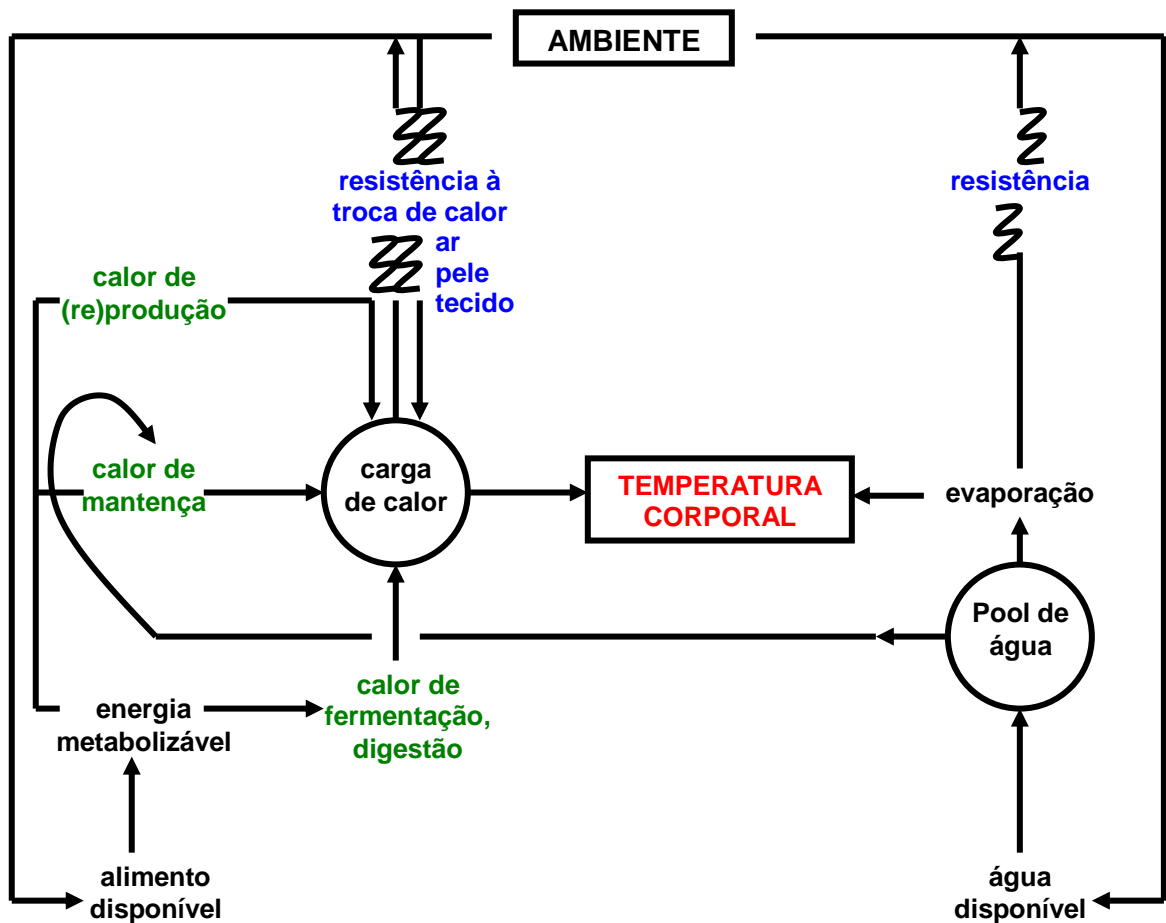 AMBIENTE
resistência à
troca de calor
ar
pele
tecido
resistência
calor de
(re)produção
calor de
mantença
carga
de calor
TEMPERATURA
CORPORAL
evaporação
Pool de
água
energia
metabolizável
calor de
fermentação,
digestão
alimento
disponível
água
disponível